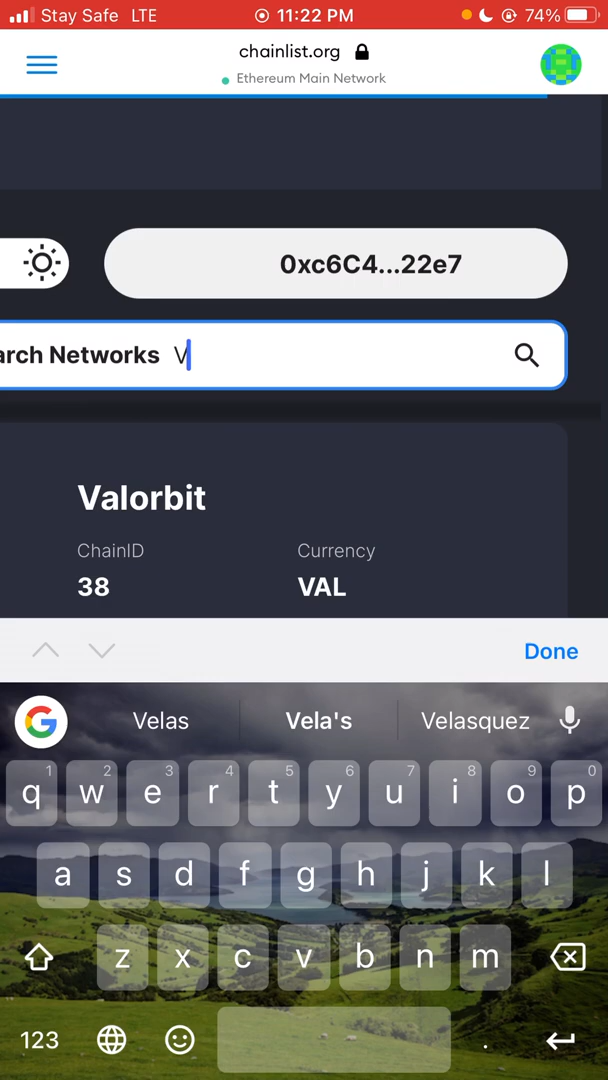 Stay Safe LTE 11:22 PM 74%
chainlist.org
Ethereum Main Network
0xc6C4...22e7
arch Networks V
Valorbit
ChainID Currency
38 VAL
Done
G Velas Vela's Velasquez
1 2 3 4 5 6 7 8 9 0
q w e r t y u i o p
a s d f g h j k l
z x c v b n m
123 .